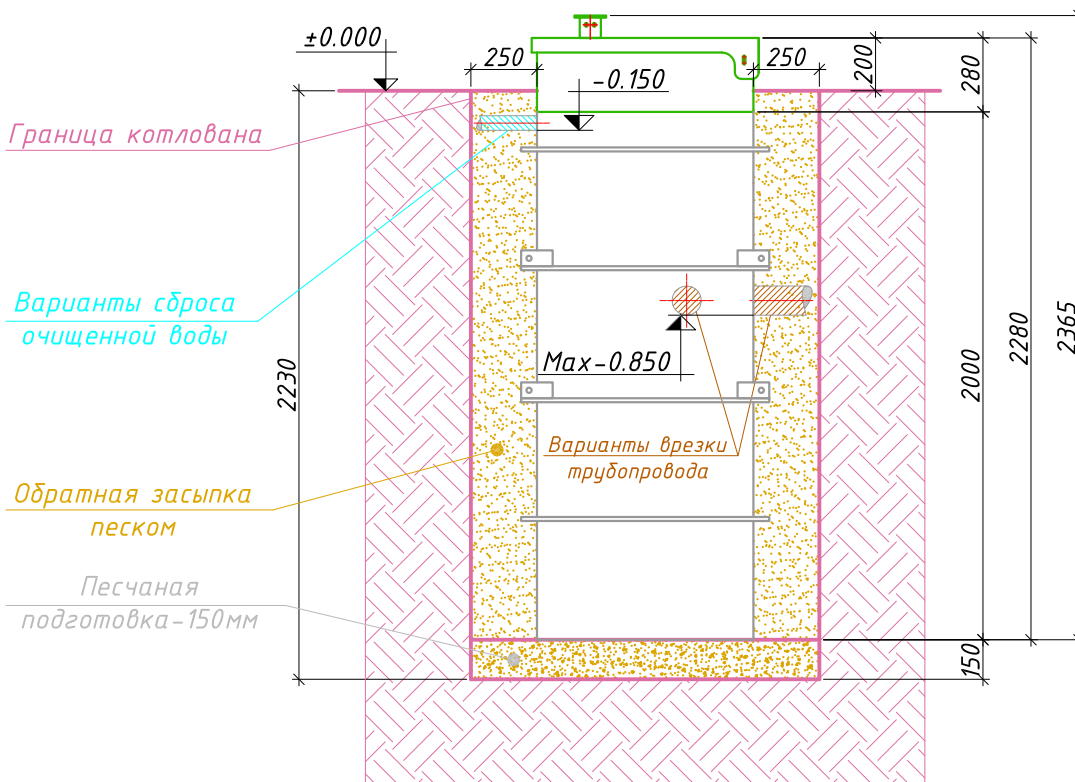 ±0.000
250
-0.150
250
200
280
Граница котлована
Варианты сброса
очищенной воды
2230
Max-0.850
2000
2280
2365
Варианты врезки
трубопровода
Обратная засыпка
песком
Песчаная
подготовка-150мм
150